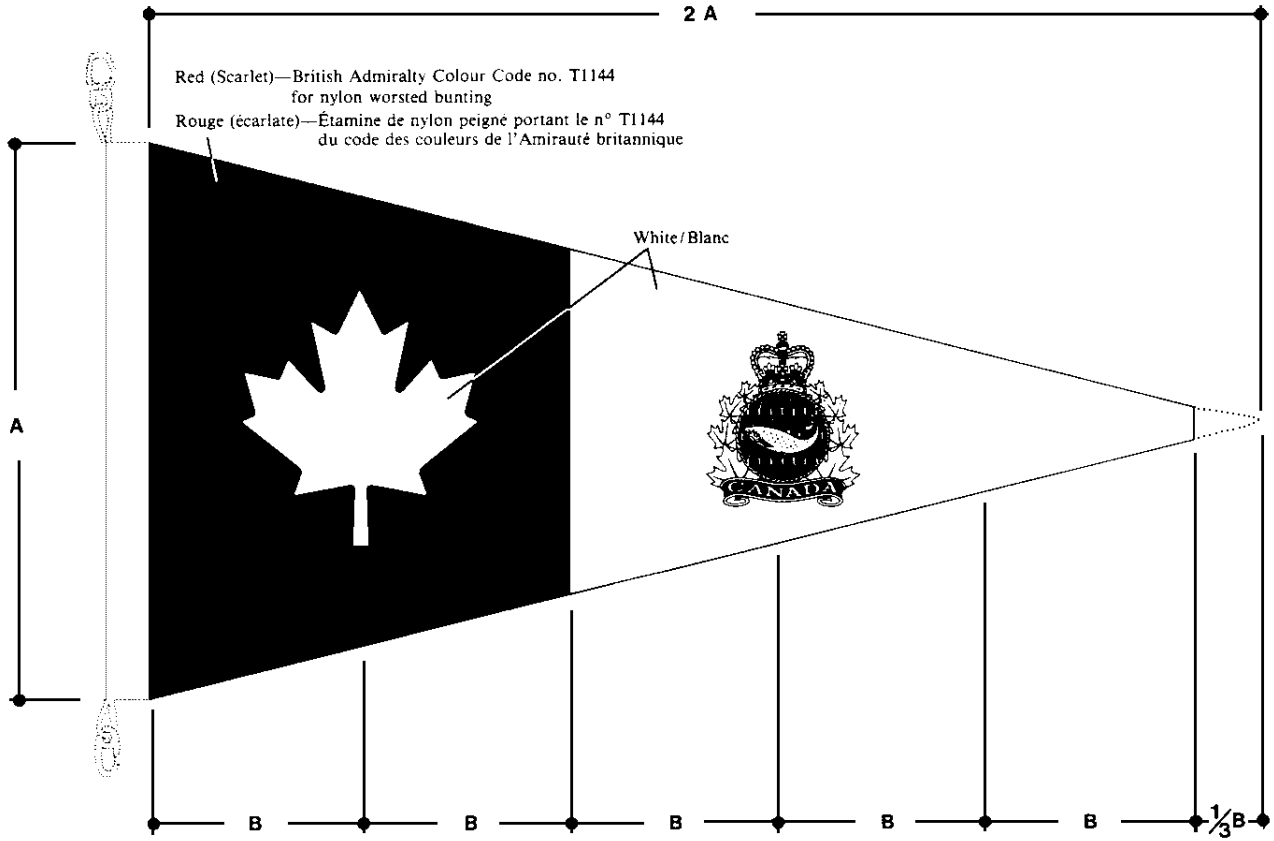 2 A
Red (Scarlet)—British Admiralty Colour Code no. T1144
for nylon worsted bunting
Rouge (écarlate)—Étamine de nylon peigné portant le n° T1144
du code des couleurs de l'Amirauté britannique
White/Blanc
A
CANADA
B B B B B 1/3B